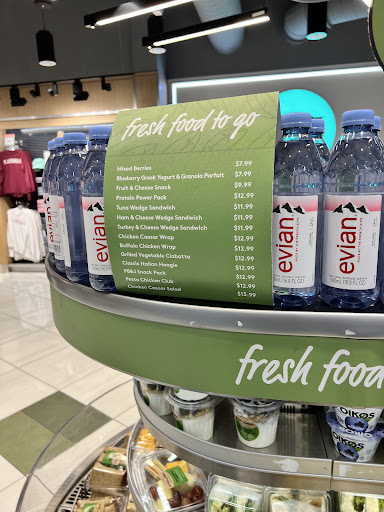 fresh food to go
Mixed Berries $7.99
Blueberry Greek Yogurt & Granola Parfait $7.99
Fruit & Cheese Snack $9.99
Protein Power Pack $12.99
Tuna Wedge Sandwich $11.99
Ham & Cheese Wedge Sandwich $11.99
Turkey & Cheese Wedge Sandwich $11.99
Chicken Caesar Wrap $12.99
Buffalo Chicken Wrap $12.99
Grilled Vegetable Ciabatta $12.99
Classic Italian Hoagie $12.99
PB&J Snack Pack $12.99
Pesto Chicken Club $12.99
Chicken Caesar Salad $13.99
evian
evian
evian
evian
fresh food
OIKOS
OIKOS